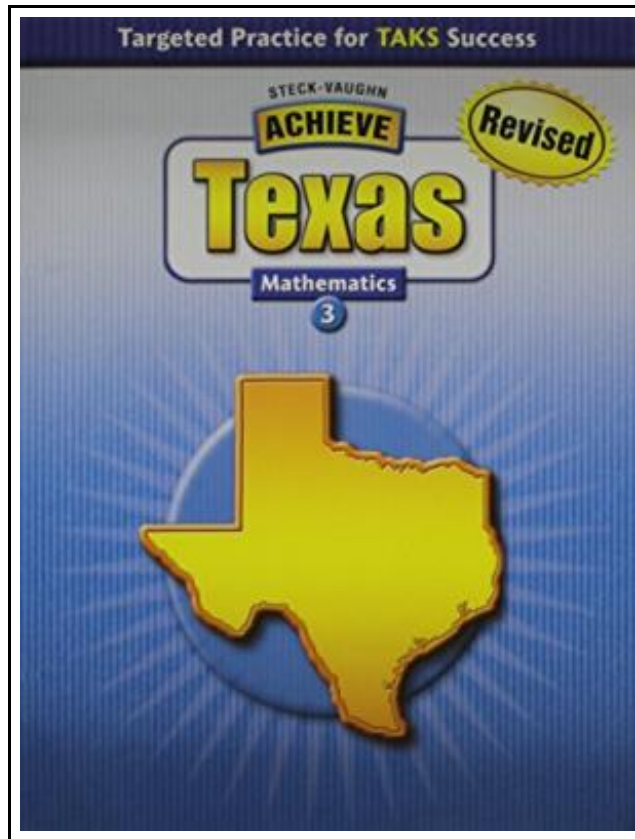 Targeted Practice for TAKS Success
STECK-VAUGHN
ACHIEVE
Revised
Texas
Mathematics
3